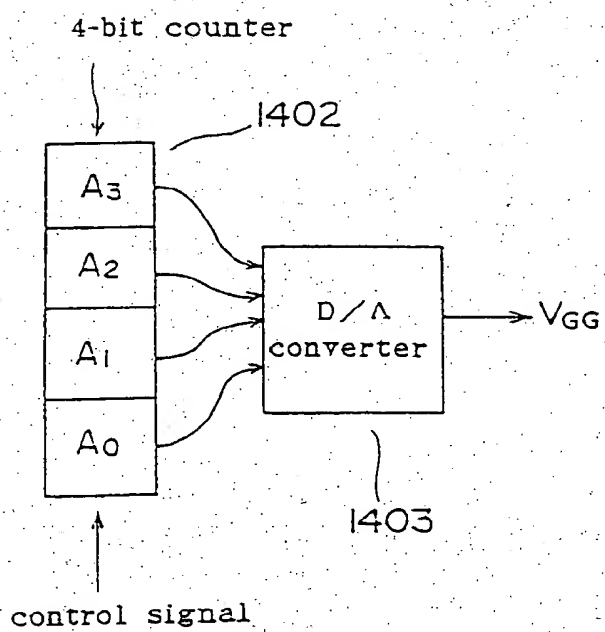 4-bit counter
1402
A3
A2
A1
A0
D/A
converter
VGG
1403
control signal